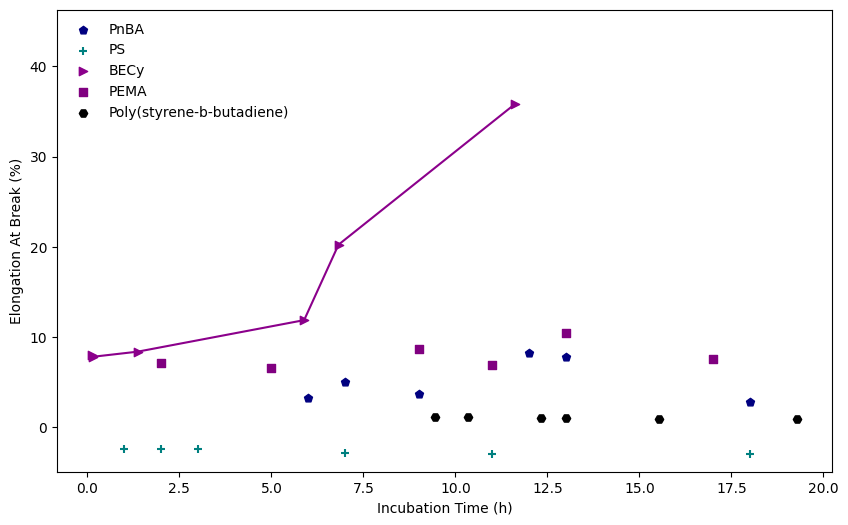 PnBA
PS
BECy
PEMA
Poly(styrene-b-butadiene)
40
30
20
10
0
Elongation At Break (%)
0.0 2.5 5.0 7.5 10.0 12.5 15.0 17.5 20.0
Incubation Time (h)